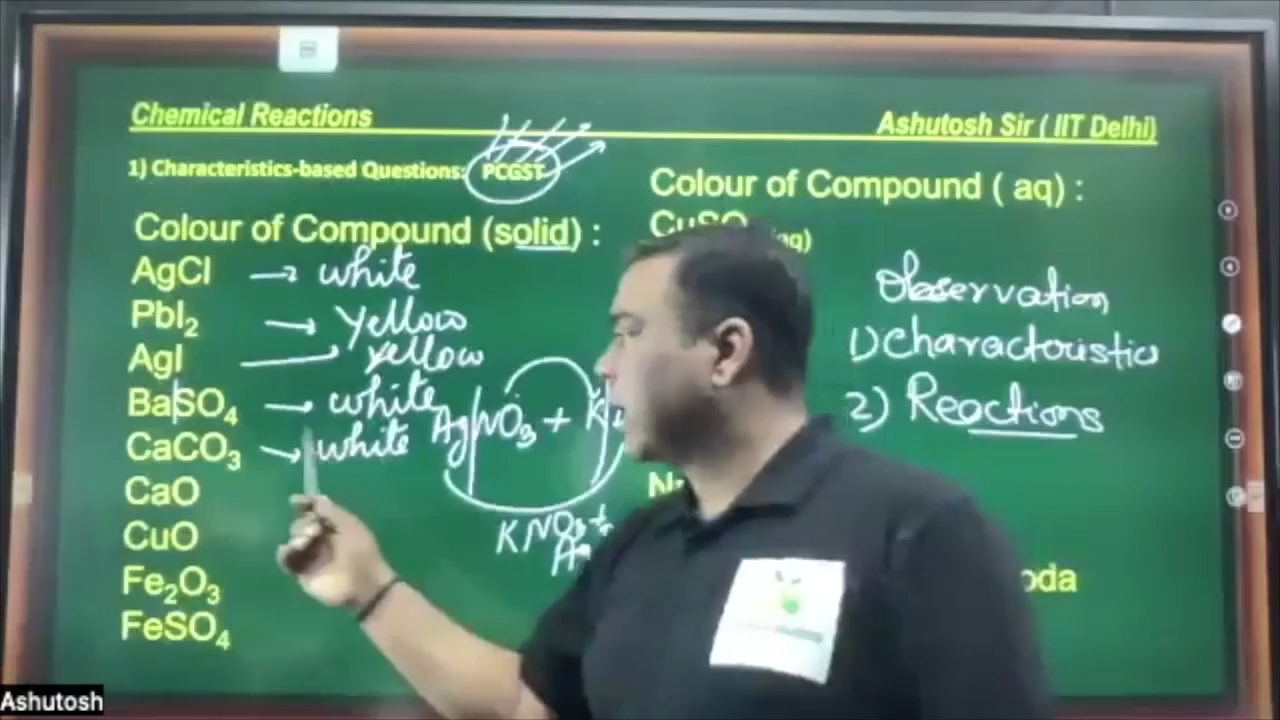 Chemical Reactions
Ashutosh Sir ( IIT Delhi)
1) Characteristics-based Questions: PCGST
Colour of Compound (solid) :
AgCl → white
PbI₂ → Yellow
AgI → Yellow
BaSO₄ → white
CaCO₃ → white
CaO
CuO
Fe₂O₃
FeSO₄
AgNO₃ +
KNO₃ +
Colour of Compound ( aq) :
Observation
1) Charactoristic
2) Reactions
Ashutosh